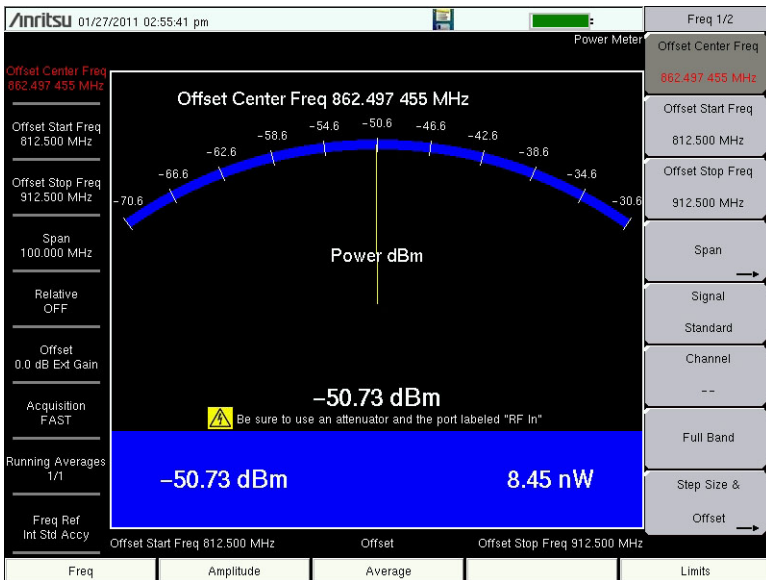 Anritsu 01/27/2011 02:55:41 pm
Power Meter
Freq 1/2
Offset Center Freq
862.497 455 MHz
Offset Start Freq
812.500 MHz
Offset Stop Freq
912.500 MHz
Span
100.000 MHz
Relative
OFF
Offset
0.0 dB Ext Gain
Acquisition
FAST
Running Averages
1/1
Freq Ref
Int Std Accy
Offset Center Freq 862.497 455 MHz
-70.6
-66.6
-62.6
-58.6
-54.6
-50.6
-46.6
-42.6
-38.6
-34.6
-30.6
Power dBm
-50.73 dBm
Be sure to use an attenuator and the port labeled "RF In"
-50.73 dBm
8.45 nW
Offset Start Freq 812.500 MHz
Offset
Offset Stop Freq 912.500 MHz
Offset Center Freq
862.497 455 MHz
Offset Start Freq
812.500 MHz
Offset Stop Freq
912.500 MHz
Span
Signal
Standard
Channel
--
Full Band
Step Size &
Offset
Freq
Amplitude
Average
Limits